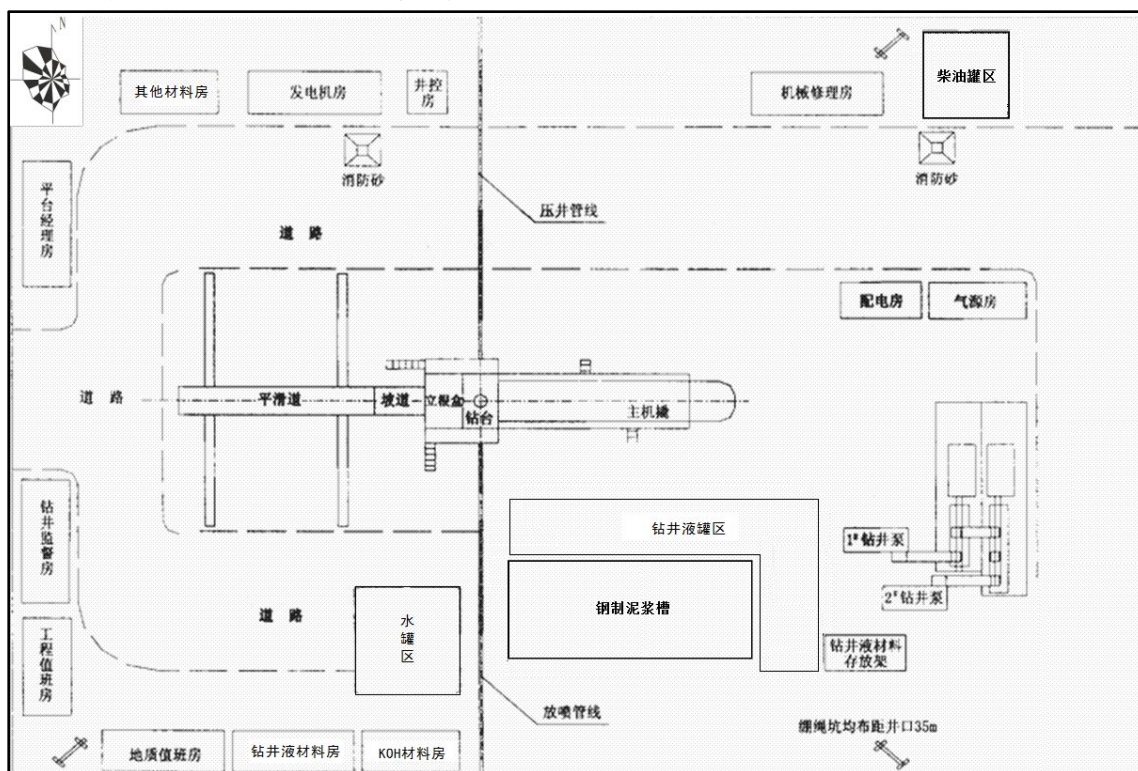 N
其他材料房
发电机房
井控
房
机械修理房
柴油罐区
消防砂
消防砂
平台经理房
压井管线
道 路
配电房
气源房
道 路
平滑道
坡道
立根盒
钻台
主机撬
钻井监督房
钻井液罐区
1#钻井泵
2#钻井泵
钢制泥浆槽
道 路
水
罐
区
工程值班房
钻井液材料
存放架
放喷管线
绷绳坑均布距井口35m
地质值班房
钻井液材料房
KOH材料房